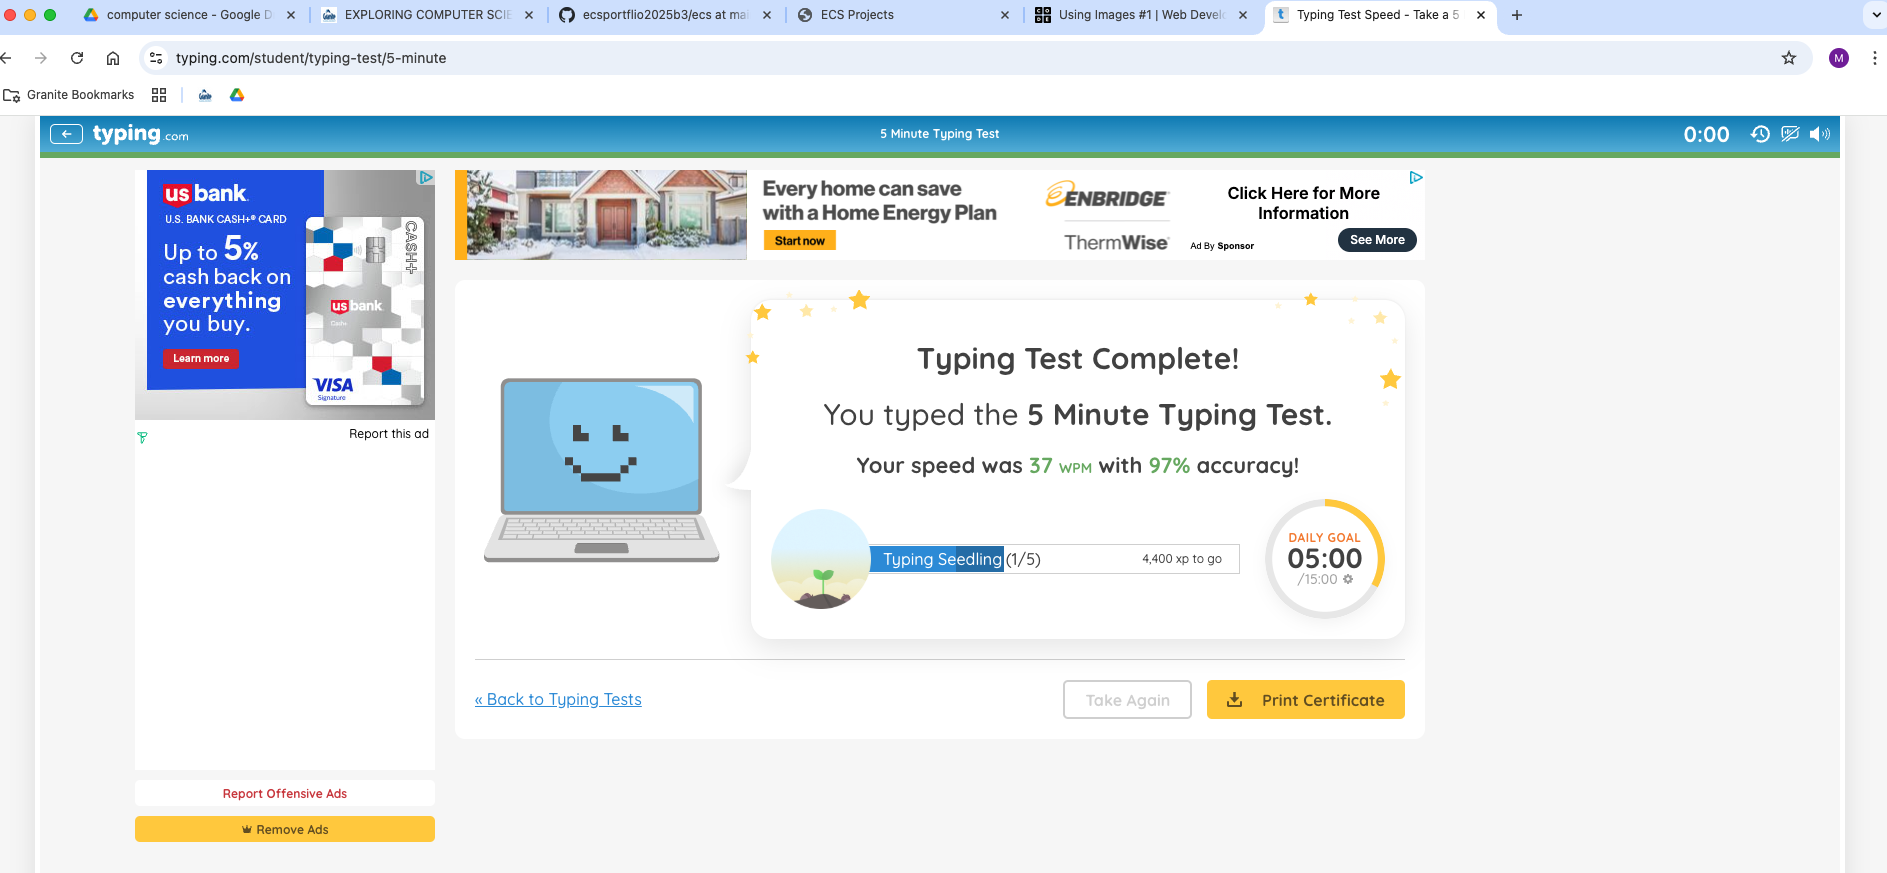 computer science - Google D
EXPLORING COMPUTER SCIE
ecsportflio2025b3/ecs at mai
ECS Projects
Using Images #1 | Web Develo
Typing Test Speed - Take a 5
typing.com/student/typing-test/5-minute
M
Granite Bookmarks
typing.com
5 Minute Typing Test
0:00
us bank
U.S. BANK CASH+® CARD
Up to 5%
cash back on
everything
you buy.
Learn more
CASH+
us bank
Cash+
VISA
Signature
Report this ad
Every home can save
with a Home Energy Plan
Start now
ENBRIDGE
ThermWise
Click Here for More
Information
Ad By Sponsor
See More
Typing Test Complete!
You typed the 5 Minute Typing Test.
Your speed was 37 WPM with 97% accuracy!
Typing Seedling (1/5)
4,400 xp to go
DAILY GOAL
05:00
/15:00
« Back to Typing Tests
Take Again
Print Certificate
Report Offensive Ads
Remove Ads